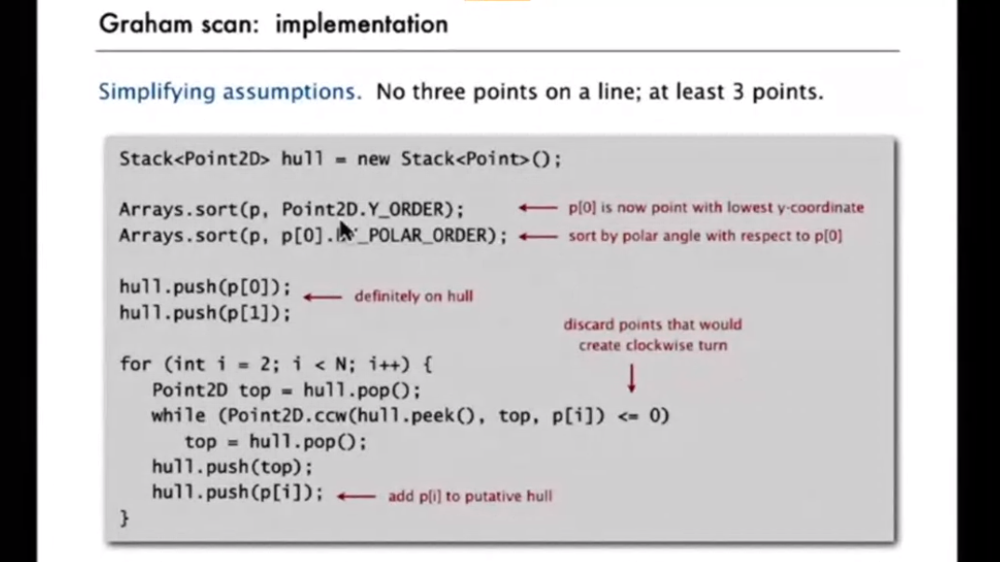 Graham scan: implementation
Simplifying assumptions. No three points on a line; at least 3 points.
Stack<Point2D> hull = new Stack<Point>();
Arrays.sort(p, Point2D.Y_ORDER); p[0] is now point with lowest y-coordinate
Arrays.sort(p, p[0]. _POLAR_ORDER); sort by polar angle with respect to p[0]
hull.push(p[0]); definitely on hull
hull.push(p[1]);
discard points that would
create clockwise turn
for (int i = 2; i < N; i++) {
Point2D top = hull.pop();
while (Point2D.ccw(hull.peek(), top, p[i]) <= 0)
top = hull.pop();
hull.push(top);
hull.push(p[i]); add p[i] to putative hull
}